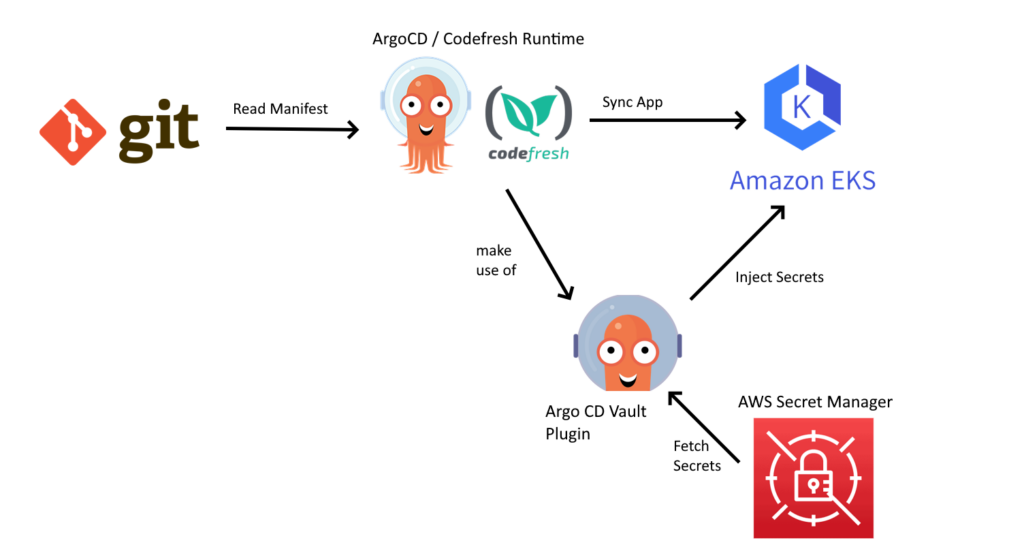 ArgoCD / Codefresh Runtime
git
Read Manifest
codefresh
Sync App
K
Amazon EKS
make
use of
Inject Secrets
Argo CD Vault
Plugin
AWS Secret Manager
Fetch
Secrets